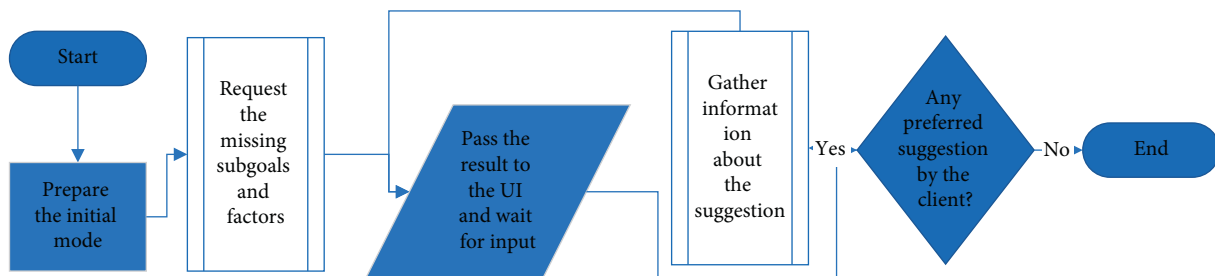 Start
Prepare
the initial
mode
Request
the
missing
subgoals
and
factors
Pass the
result to
the UI
and wait
for input
Gather
informat
ion
about
the
suggestion
Yes
Any
preferred
suggestion
by the
client?
No
End